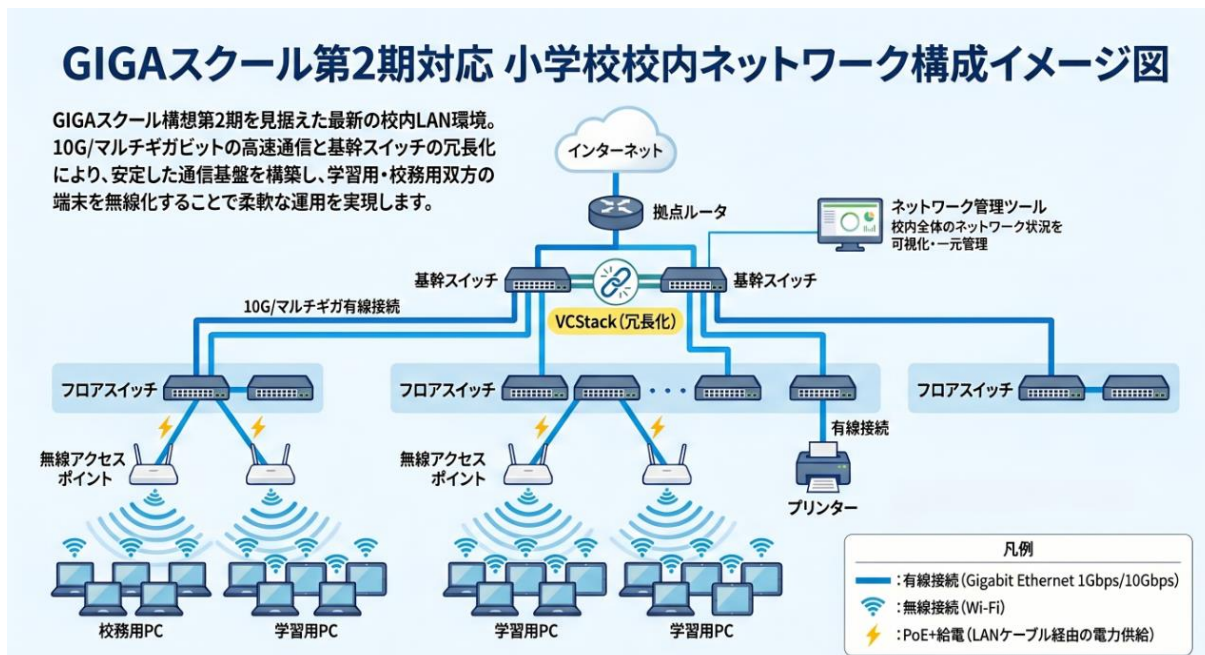 GIGAスクール第2期対応 小学校校内ネットワーク構成イメージ図
GIGAスクール構想第2期を見据えた最新の校内LAN環境。
10G/マルチギガビットの高速通信と基幹スイッチの冗長化
により、安定した通信基盤を構築し、学習用・校務用双方の
端末を無線化することで柔軟な運用を実現します。
インターネット
拠点ルータ
ネットワーク管理ツール
校内全体のネットワーク状況を
可視化・一元管理
基幹スイッチ
基幹スイッチ
10G/マルチギガ有線接続
VCStack(冗長化)
フロアスイッチ
フロアスイッチ
・・・
フロアスイッチ
有線接続
無線アクセス
ポイント
無線アクセス
ポイント
プリンター
校務用PC
学習用PC
学習用PC
学習用PC
凡例
:有線接続(Gigabit Ethernet 1Gbps/10Gbps)
:無線接続(Wi-Fi)
:PoE+給電(LANケーブル経由の電力供給)